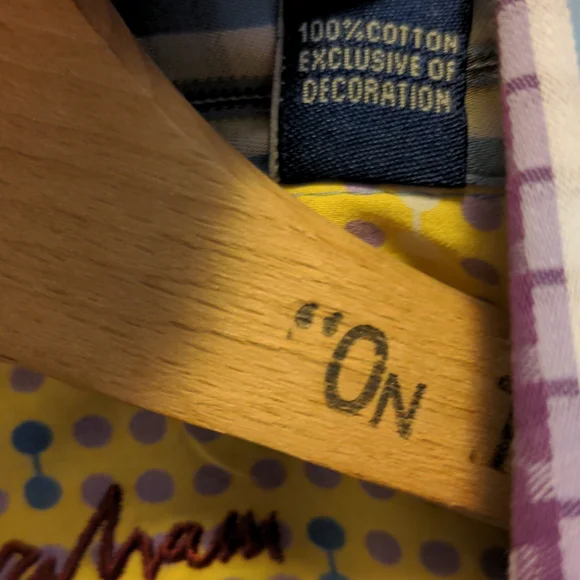 100% COTTON
EXCLUSIVE OF
DECORATION
"ON